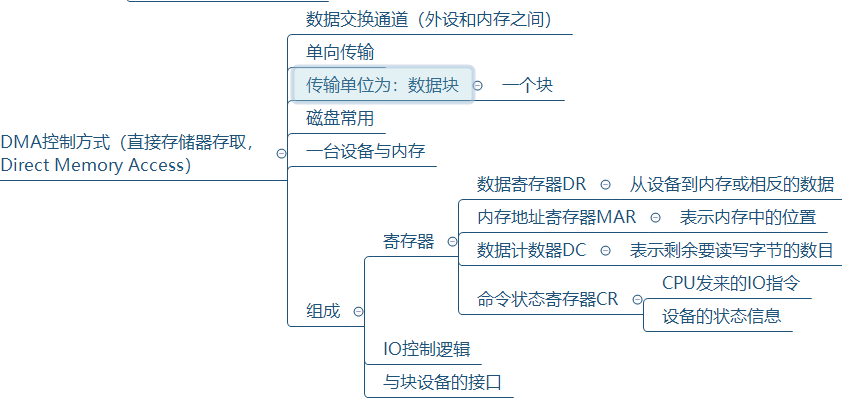 数据交换通道（外设和内存之间）
单向传输
传输单位为：数据块
一个块
磁盘常用
DMA控制方式（直接存储器存取，
Direct Memory Access）
一台设备与内存
数据寄存器DR
从设备到内存或相反的数据
内存地址寄存器MAR
表示内存中的位置
寄存器
数据计数器DC
表示剩余要读写字节的数目
命令状态寄存器CR
CPU发来的IO指令
设备的状态信息
组成
IO控制逻辑
与块设备的接口